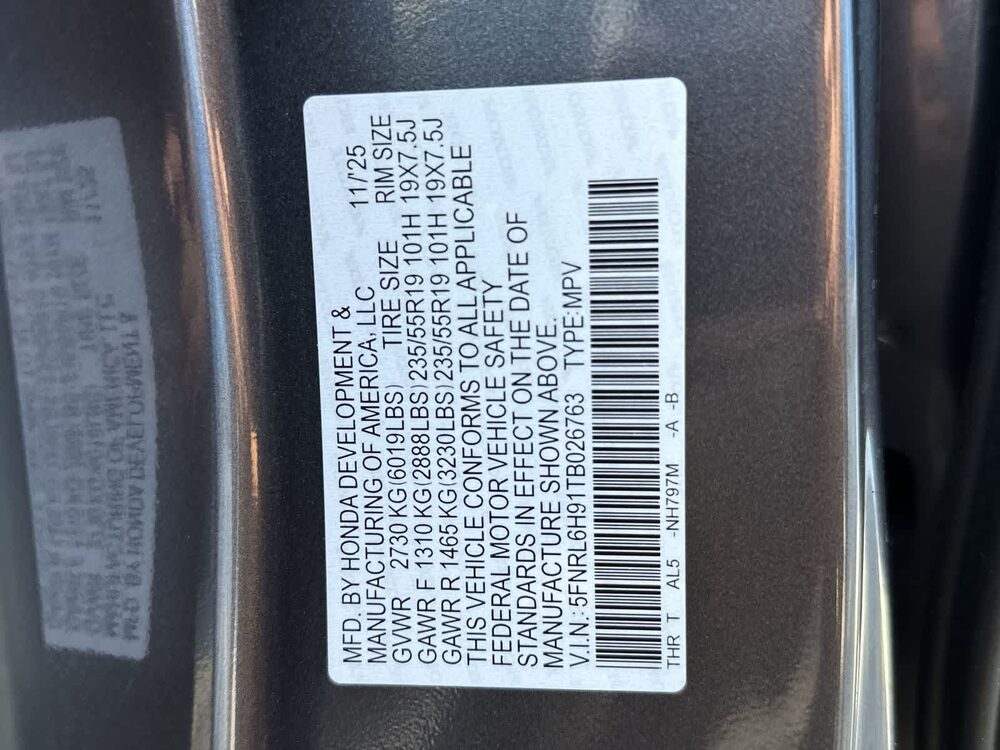 MFD. BY HONDA DEVELOPMENT &
MANUFACTURING OF AMERICA, LLC 11/'25
GVWR 2730 KG(6019LBS) TIRE SIZE RIM SIZE
GAWR F 1310 KG(2888LBS)235/55R19 101H 19X7.5J
GAWR R 1465 KG(3230LBS)235/55R19 101H 19X7.5J
THIS VEHICLE CONFORMS TO ALL APPLICABLE
FEDERAL MOTOR VEHICLE SAFETY
STANDARDS IN EFFECT ON THE DATE OF
MANUFACTURE SHOWN ABOVE.
V.I.N.: 5FNRL6H91TB026763 TYPE:MPV
THR T AL5 -NH797M -A -B